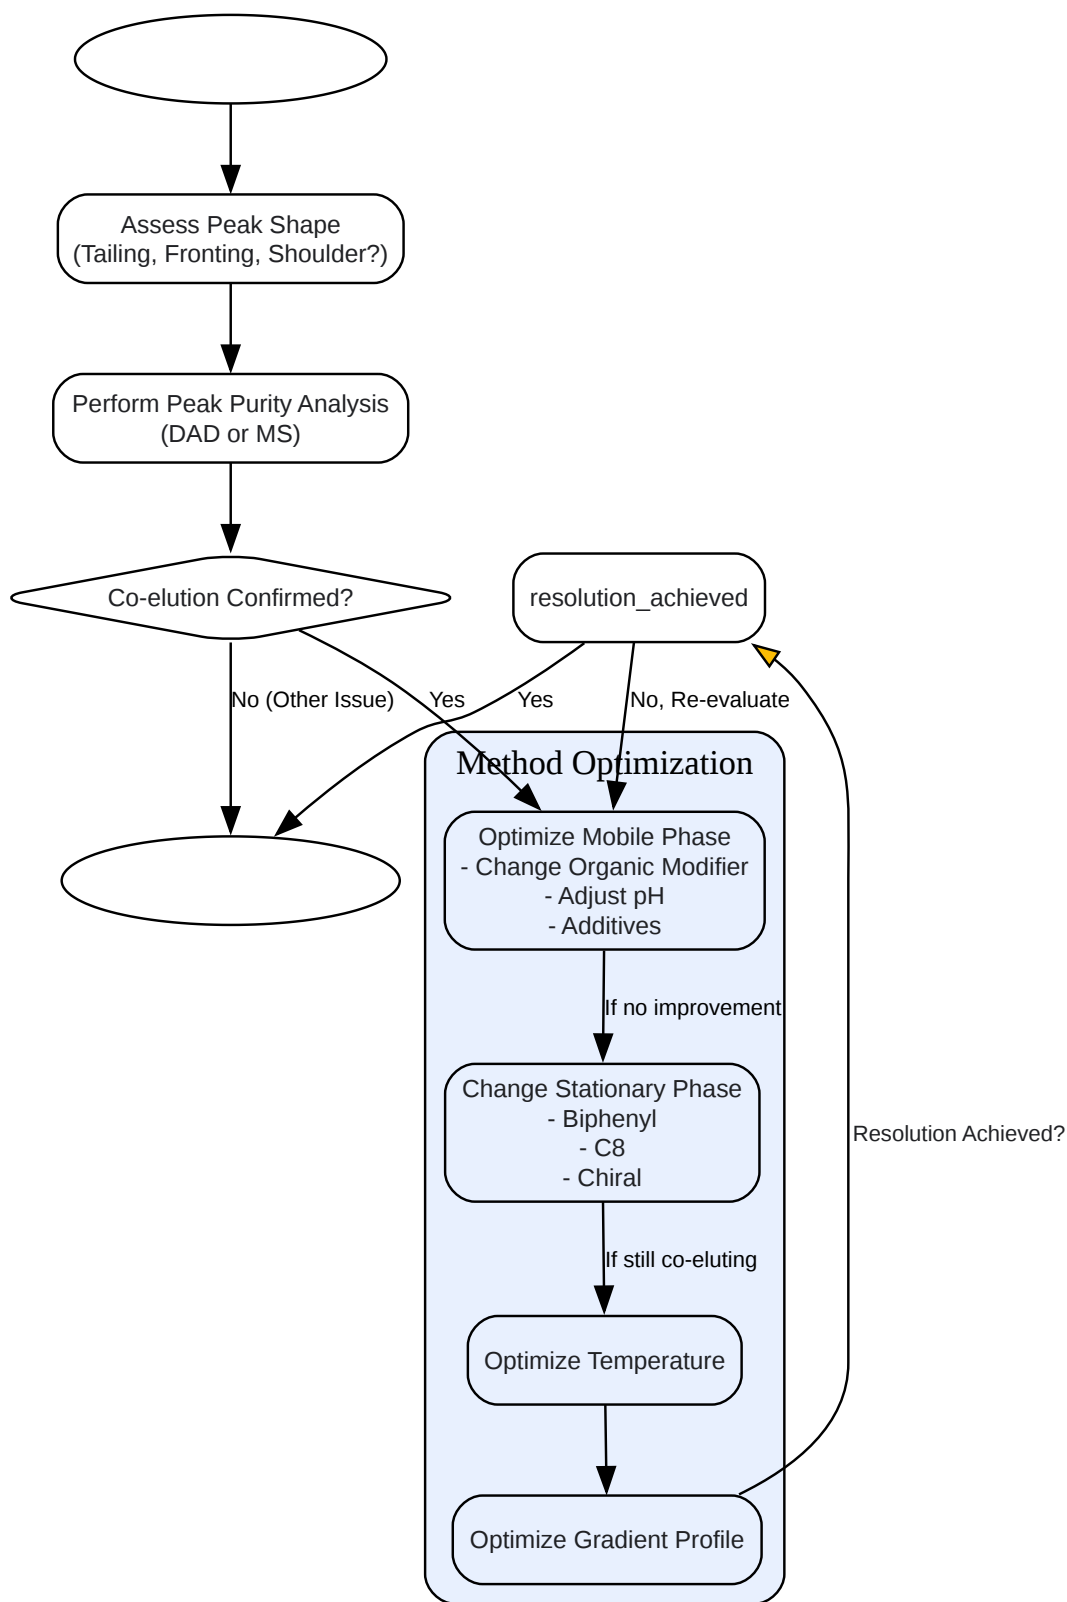 Assess Peak Shape
(Tailing, Fronting, Shoulder?)
Perform Peak Purity Analysis
(DAD or MS)
Co-elution Confirmed?
resolution_achieved
No (Other Issue)
Yes
Yes
No, Re-evaluate
Method Optimization
Optimize Mobile Phase
- Change Organic Modifier
- Adjust pH
- Additives
If no improvement
Change Stationary Phase
- Biphenyl
- C8
- Chiral
Resolution Achieved?
If still co-eluting
Optimize Temperature
Optimize Gradient Profile